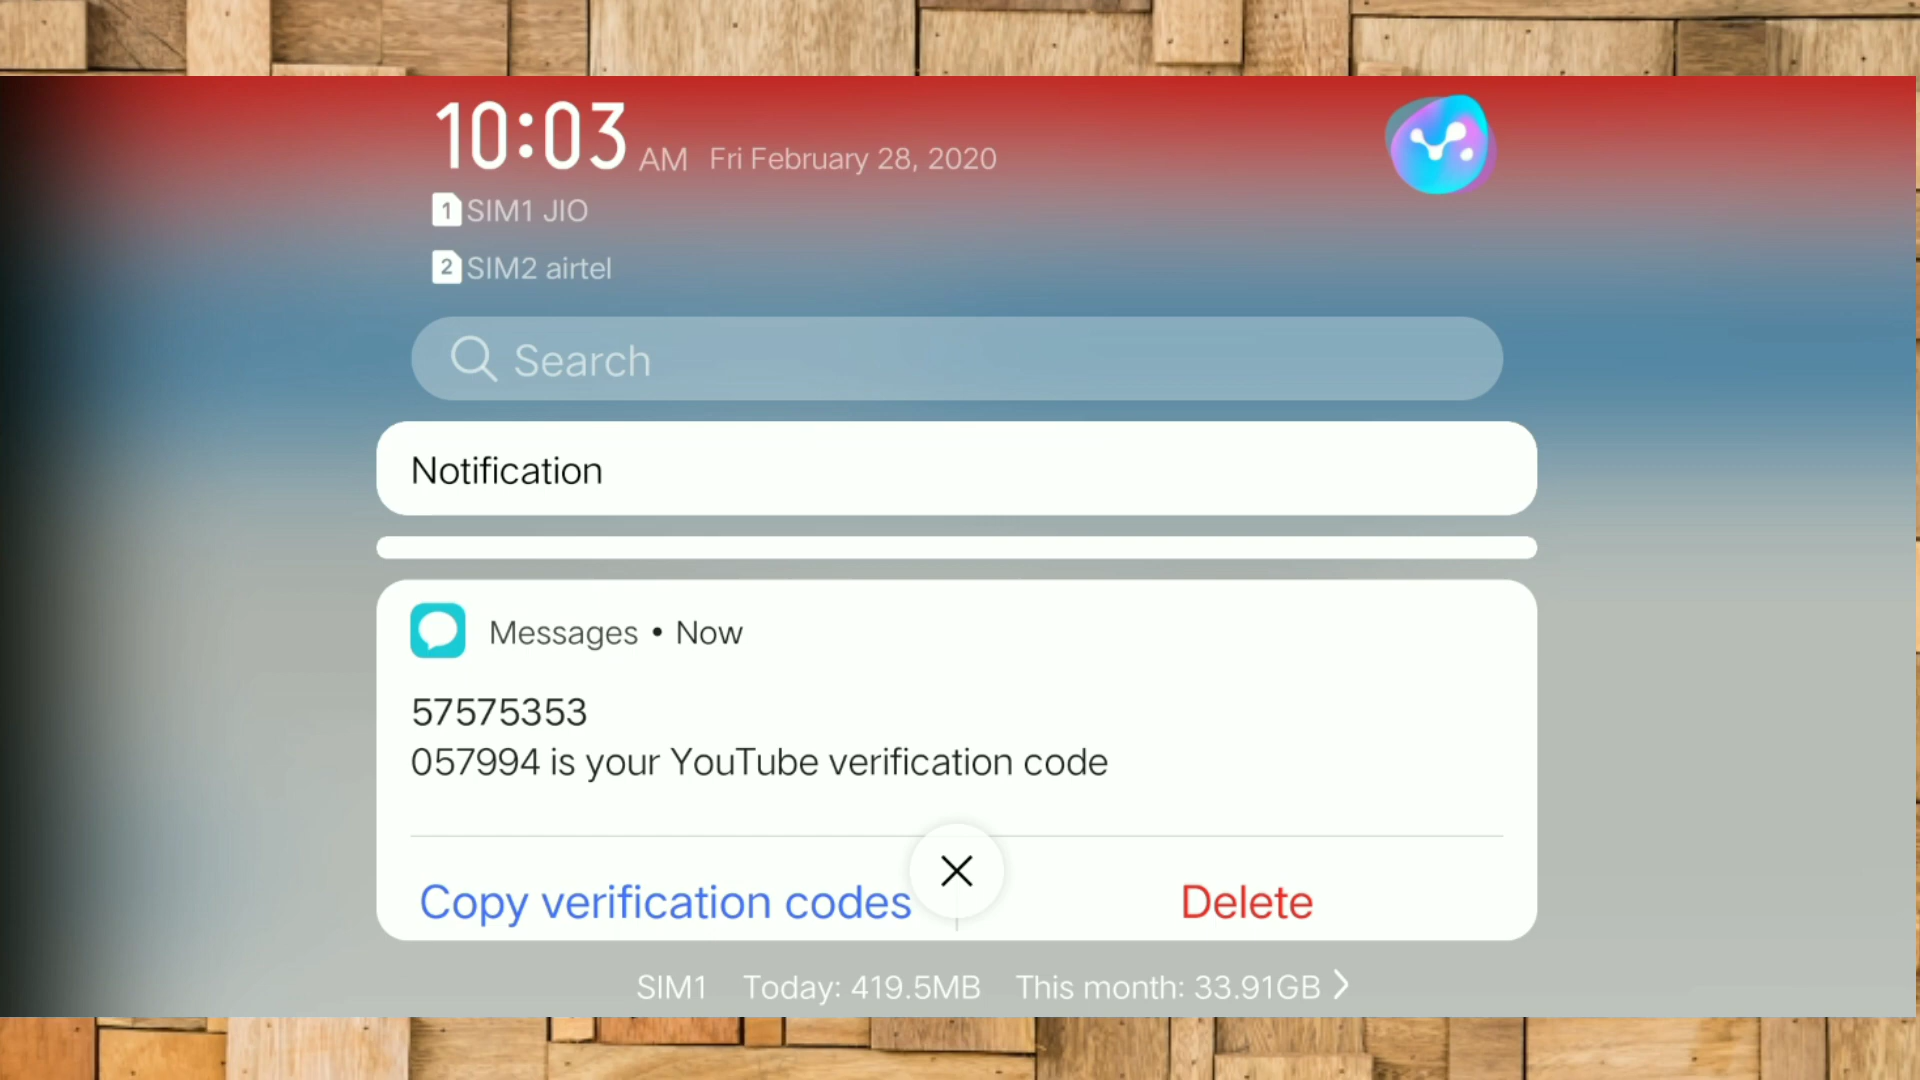 10:03 AM Fri February 28, 2020
1 SIM1 JIO
2 SIM2 airtel
Search
Notification
Messages • Now
57575353
057994 is your YouTube verification code
Copy verification codes
Delete
SIM1 Today: 419.5MB This month: 33.91GB